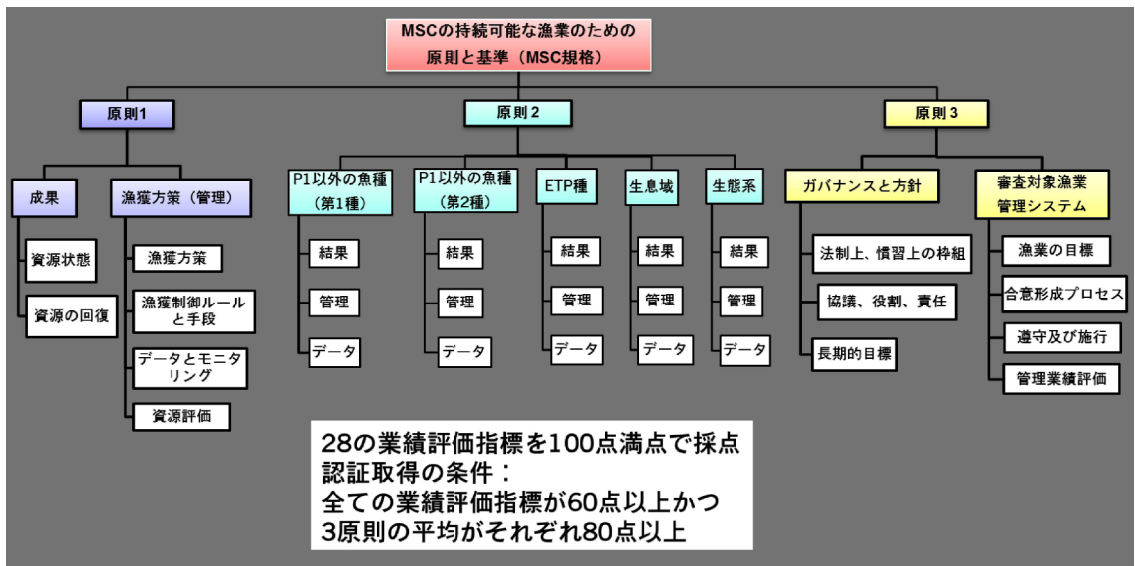 MSCの持続可能な漁業のための
原則と基準（MSC規格）
原則1
原則2
原則3
成果
漁獲方策（管理）
P1以外の魚種
（第1種）
P1以外の魚種
（第2種）
ETP種
生息域
生態系
ガバナンスと方針
審査対象漁業
管理システム
資源状態
資源の回復
漁獲方策
漁獲制御ルール
と手段
データとモニタ
リング
資源評価
結果
管理
データ
結果
管理
データ
結果
管理
データ
結果
管理
データ
結果
管理
データ
法制上、慣習上の枠組
協議、役割、責任
長期的目標
漁業の目標
合意形成プロセス
遵守及び施行
管理業績評価
28の業績評価指標を100点満点で採点
認証取得の条件：
全ての業績評価指標が60点以上かつ
3原則の平均がそれぞれ80点以上